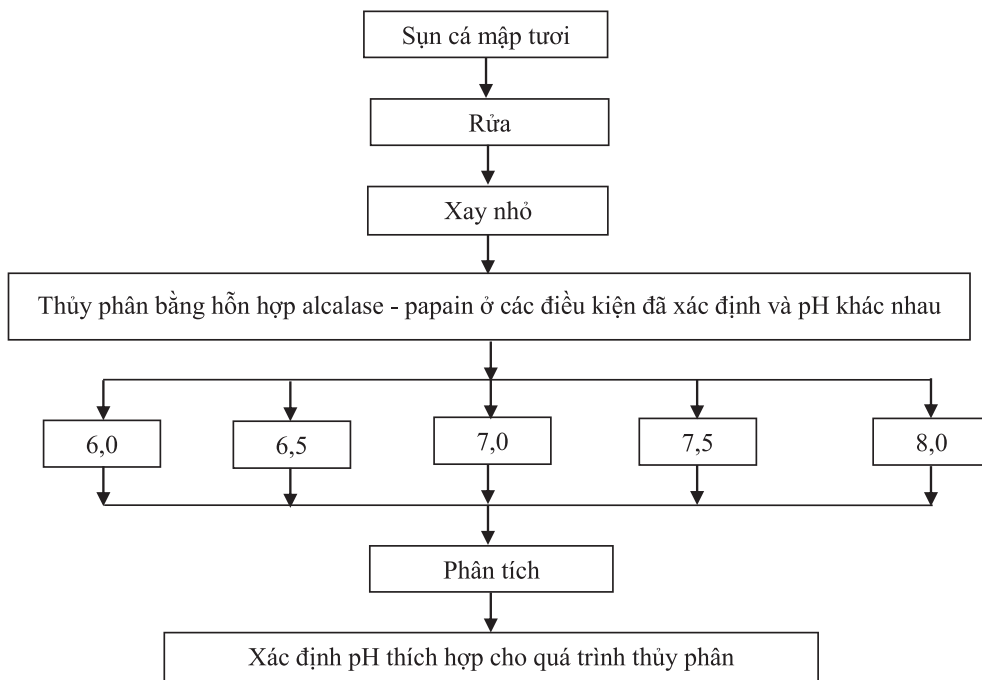 Sụn cá mập tươi
Rửa
Xay nhỏ
Thủy phân bằng hỗn hợp alcalase - papain ở các điều kiện đã xác định và pH khác nhau
6,0
6,5
7,0
7,5
8,0
Phân tích
Xác định pH thích hợp cho quá trình thủy phân